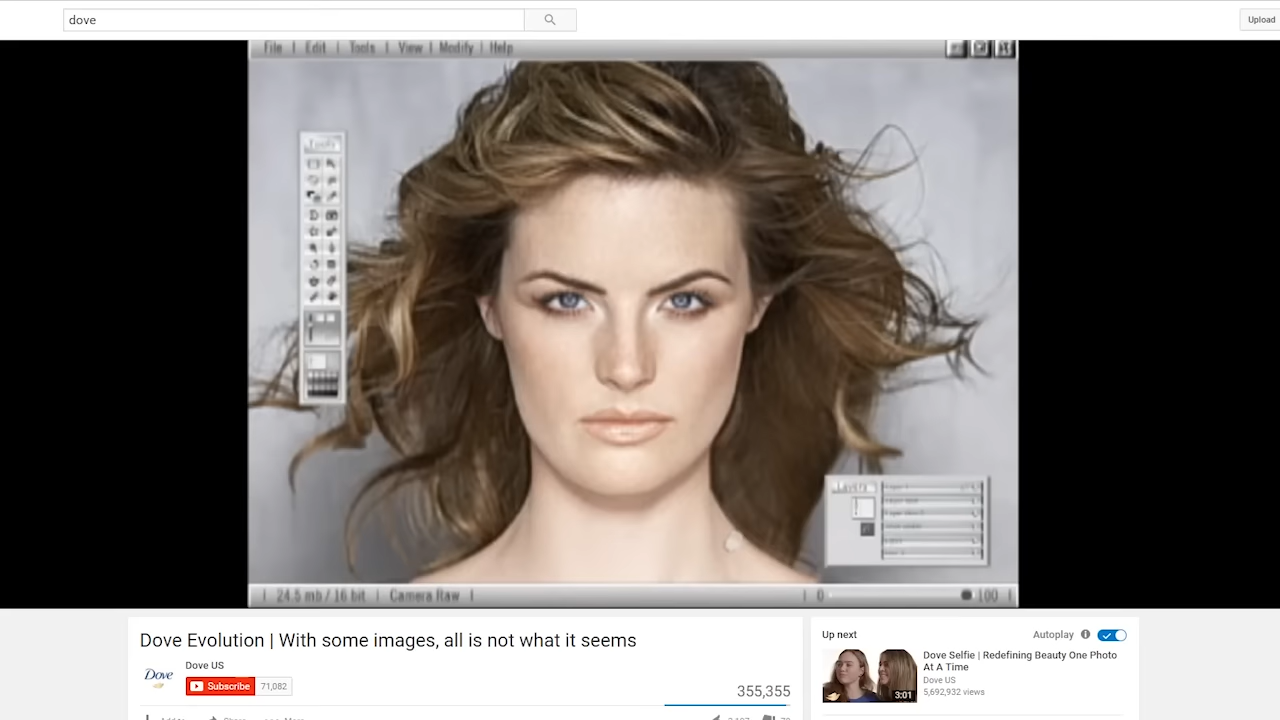 dove
Upload
File | Edit | Tools | View | Modify | Help
Tools
24.5 mb / 16 bit | Camera Raw |
| 0 100 |
Dove Evolution | With some images, all is not what it seems
Dove
Dove US
Subscribe 71,082
355,355
Up next
Autoplay
Dove Selfie | Redefining Beauty One Photo
At A Time
Dove US
5,692,932 views
3:01